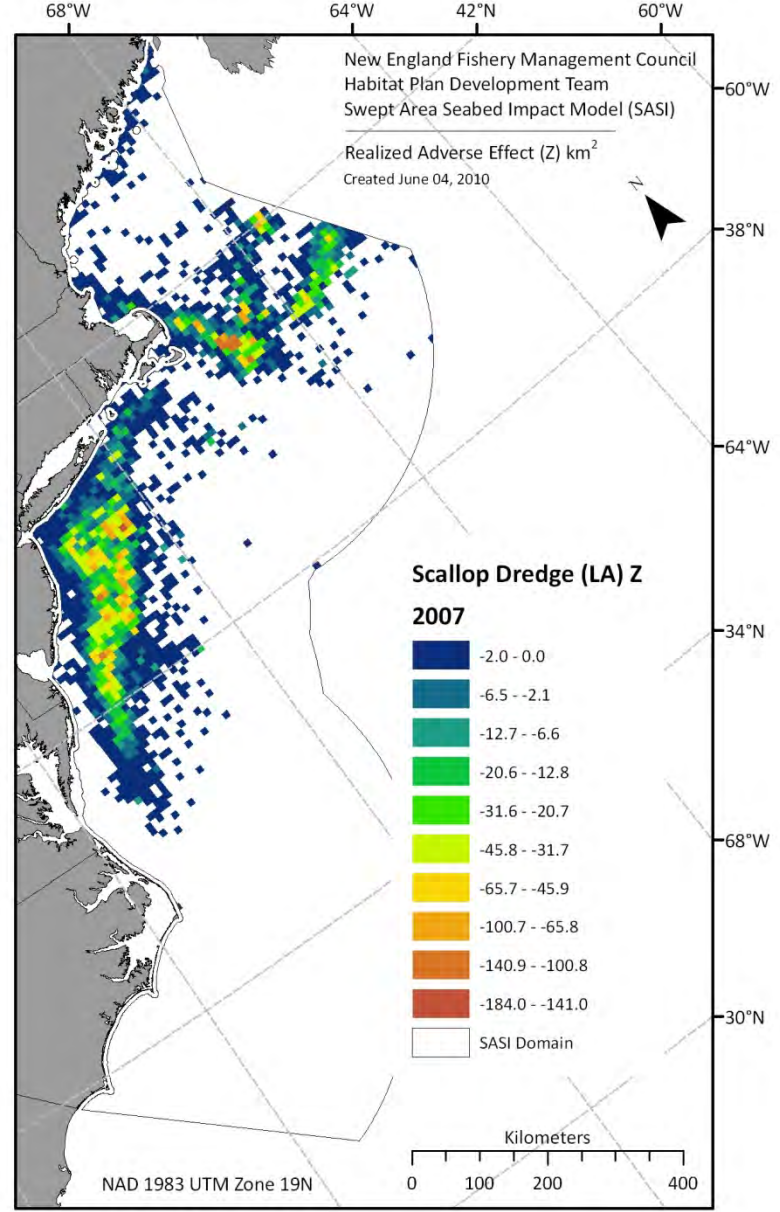 68°W 64°W 42°N 60°W
New England Fishery Management Council
Habitat Plan Development Team
Swept Area Seabed Impact Model (SASI)
Realized Adverse Effect (Z) km²
Created June 04, 2010
N
60°W
38°N
64°W
34°N
68°W
30°N
Scallop Dredge (LA) Z
2007
-2.0 - 0.0
-6.5 - -2.1
-12.7 - -6.6
-20.6 - -12.8
-31.6 - -20.7
-45.8 - -31.7
-65.7 - -45.9
-100.7 - -65.8
-140.9 - -100.8
-184.0 - -141.0
SASI Domain
Kilometers
0 100 200 400
NAD 1983 UTM Zone 19N